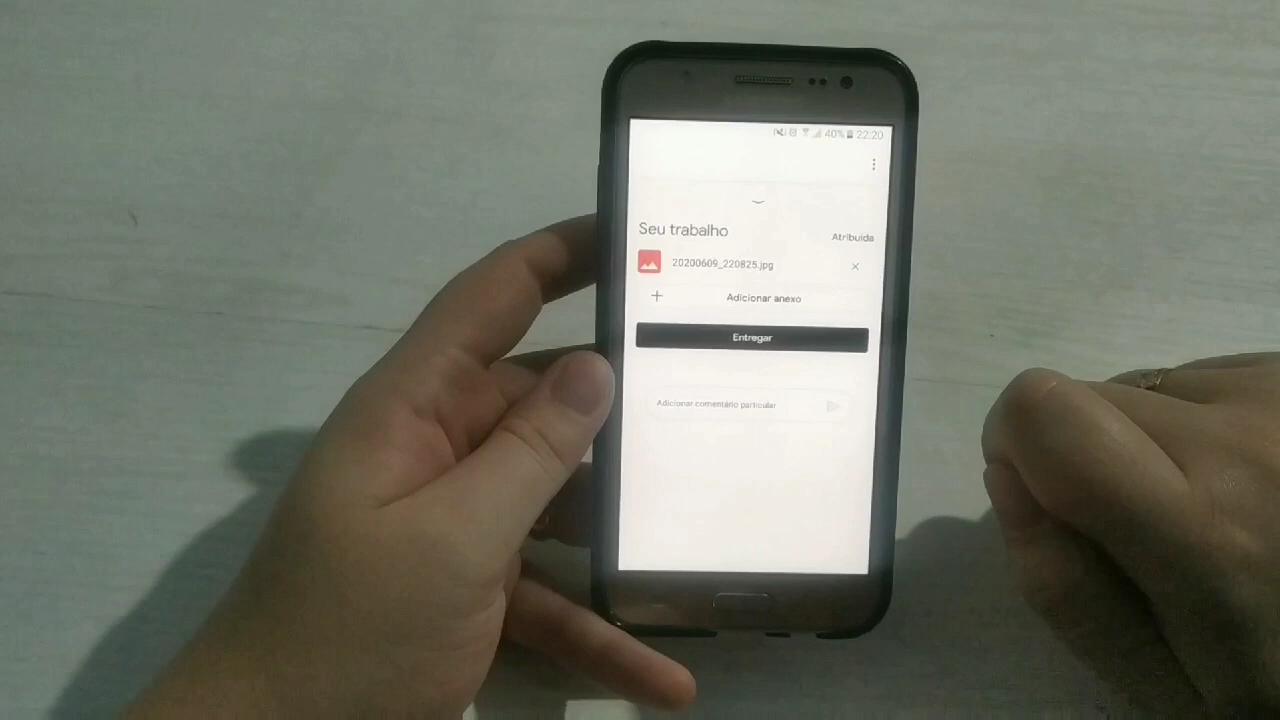 40% 22:20
Seu trabalho
Atribuída
20200609_220825.jpg
Adicionar anexo
Entregar
Adicionar comentário particular